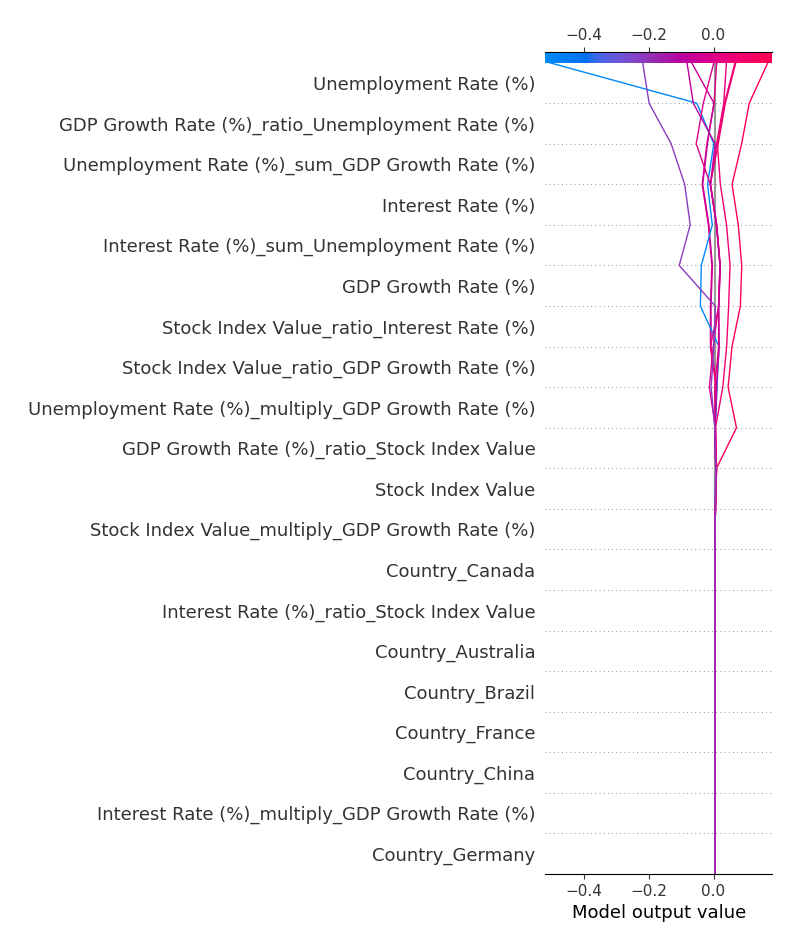 −0.4 −0.2 0.0
Unemployment Rate (%)
GDP Growth Rate (%)_ratio_Unemployment Rate (%)
Unemployment Rate (%)_sum_GDP Growth Rate (%)
Interest Rate (%)
Interest Rate (%)_sum_Unemployment Rate (%)
GDP Growth Rate (%)
Stock Index Value_ratio_Interest Rate (%)
Stock Index Value_ratio_GDP Growth Rate (%)
Unemployment Rate (%)_multiply_GDP Growth Rate (%)
GDP Growth Rate (%)_ratio_Stock Index Value
Stock Index Value
Stock Index Value_multiply_GDP Growth Rate (%)
Country_Canada
Interest Rate (%)_ratio_Stock Index Value
Country_Australia
Country_Brazil
Country_France
Country_China
Interest Rate (%)_multiply_GDP Growth Rate (%)
Country_Germany
−0.4 −0.2 0.0
Model output value